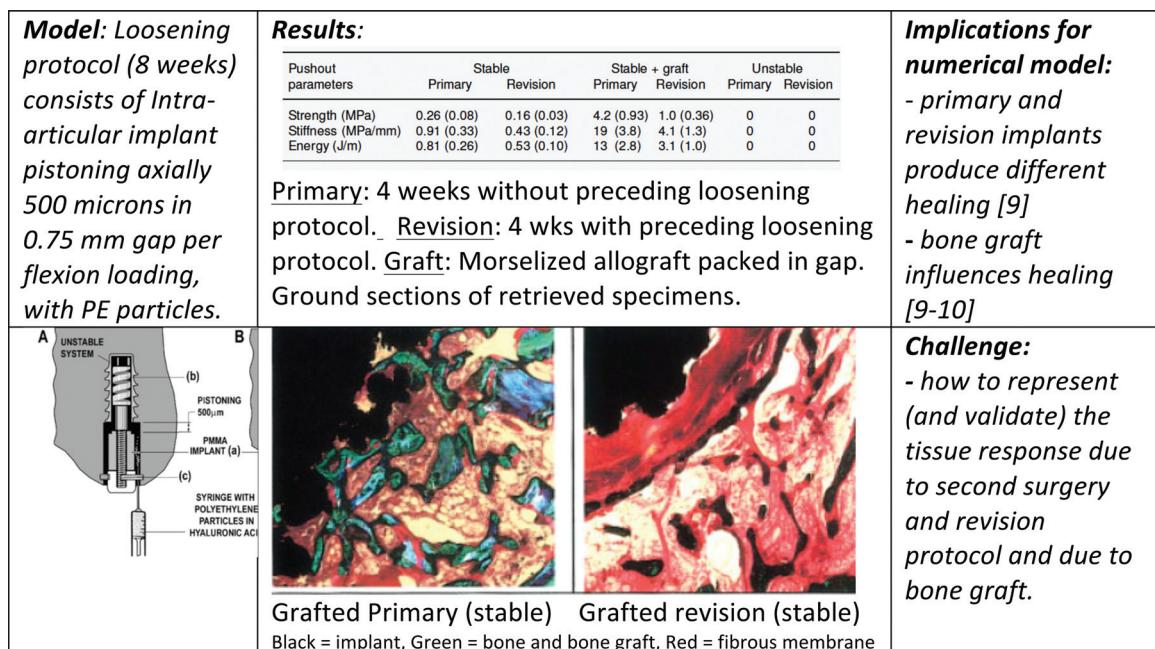 Model: Loosening
protocol (8 weeks)
consists of Intra-
articular implant
pistoning axially
500 microns in
0.75 mm gap per
flexion loading,
with PE particles.
Results:
Pushout parameters Stable Stable + graft Unstable
Primary Revision Primary Revision Primary Revision
Strength (MPa) 0.26 (0.08) 0.16 (0.03) 4.2 (0.93) 1.0 (0.36) 0 0
Stiffness (MPa/mm) 0.91 (0.33) 0.43 (0.12) 19 (3.8) 4.1 (1.3) 0 0
Energy (J/m) 0.81 (0.26) 0.53 (0.10) 13 (2.8) 3.1 (1.0) 0 0
Primary: 4 weeks without preceding loosening
protocol. Revision: 4 wks with preceding loosening
protocol. Graft: Morselized allograft packed in gap.
Ground sections of retrieved specimens.
Implications for
numerical model:
- primary and
revision implants
produce different
healing [9]
- bone graft
influences healing
[9-10]
A B
UNSTABLE
SYSTEM
(b)
PISTONING
500µm
PMMA
IMPLANT (a)
(c)
SYRINGE WITH
POLYETHYLENE
PARTICLES IN
HYALURONIC ACI
Grafted Primary (stable) Grafted revision (stable)
Black = implant, Green = bone and bone graft, Red = fibrous membrane
Challenge:
- how to represent
(and validate) the
tissue response due
to second surgery
and revision
protocol and due to
bone graft.